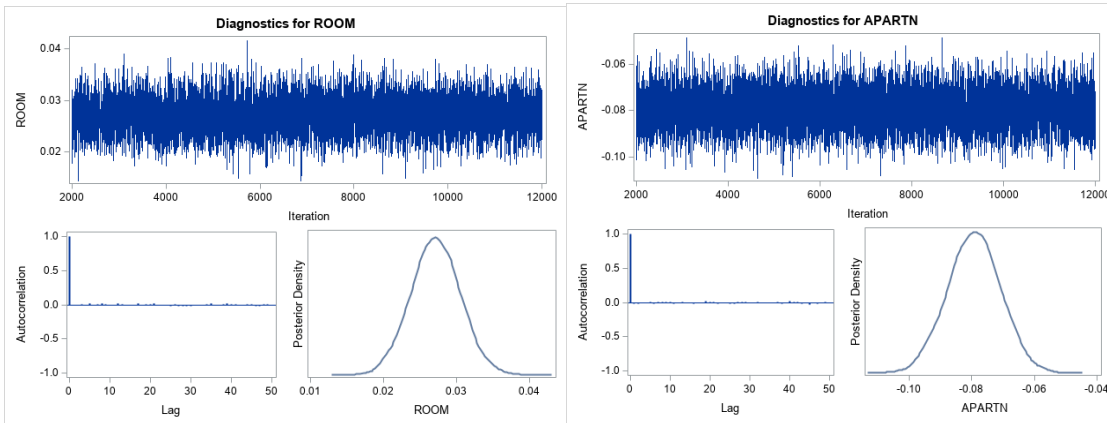 Diagnostics for ROOM
0.04
0.03
0.02
ROOM
2000 4000 6000 8000 10000 12000
Iteration
1.0
0.5
0.0
-0.5
-1.0
Autocorrelation
0 10 20 30 40 50
Lag
Posterior Density
0.01 0.02 0.03 0.04
ROOM
Diagnostics for APARTN
-0.06
-0.08
-0.10
APARTN
2000 4000 6000 8000 10000 12000
Iteration
1.0
0.5
0.0
-0.5
-1.0
Autocorrelation
0 10 20 30 40 50
Lag
Posterior Density
-0.10 -0.08 -0.06 -0.04
APARTN